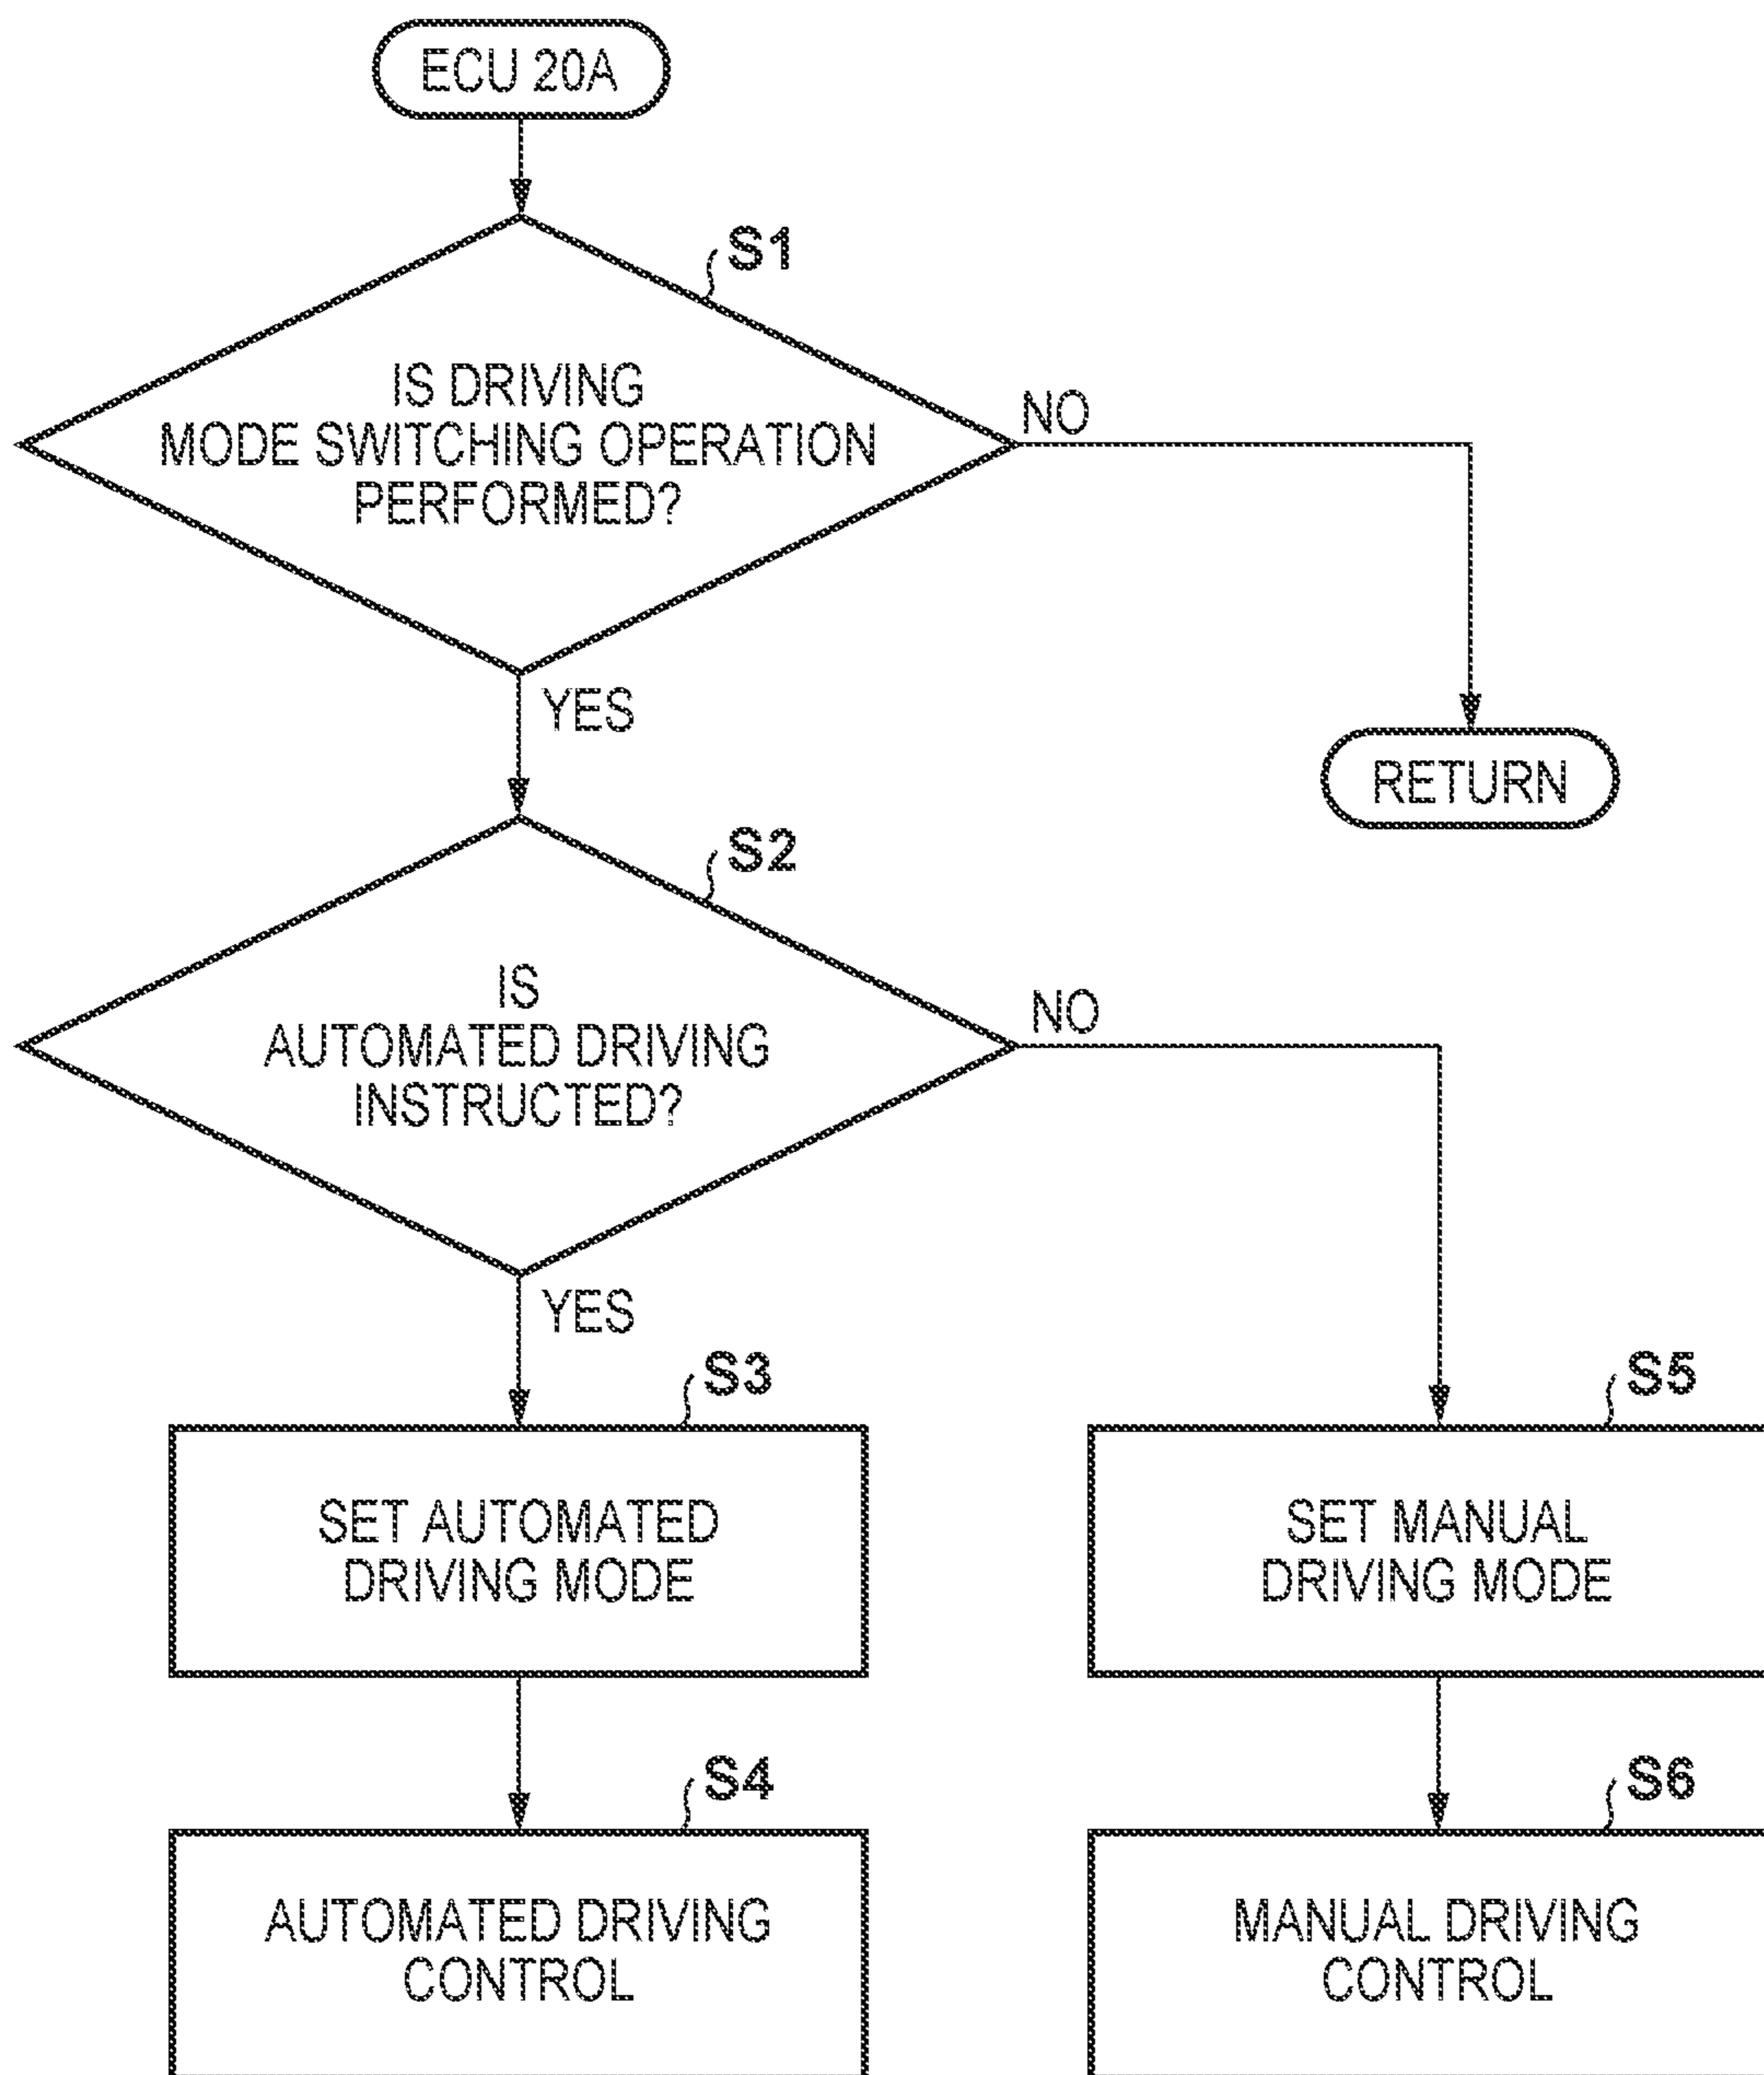 ECU 20A
S1
IS DRIVING
MODE SWITCHING OPERATION
PERFORMED?
NO
YES
RETURN
S2
IS
AUTOMATED DRIVING
INSTRUCTED?
NO
YES
S3
SET AUTOMATED
DRIVING MODE
S5
SET MANUAL
DRIVING MODE
S4
AUTOMATED DRIVING
CONTROL
S6
MANUAL DRIVING
CONTROL